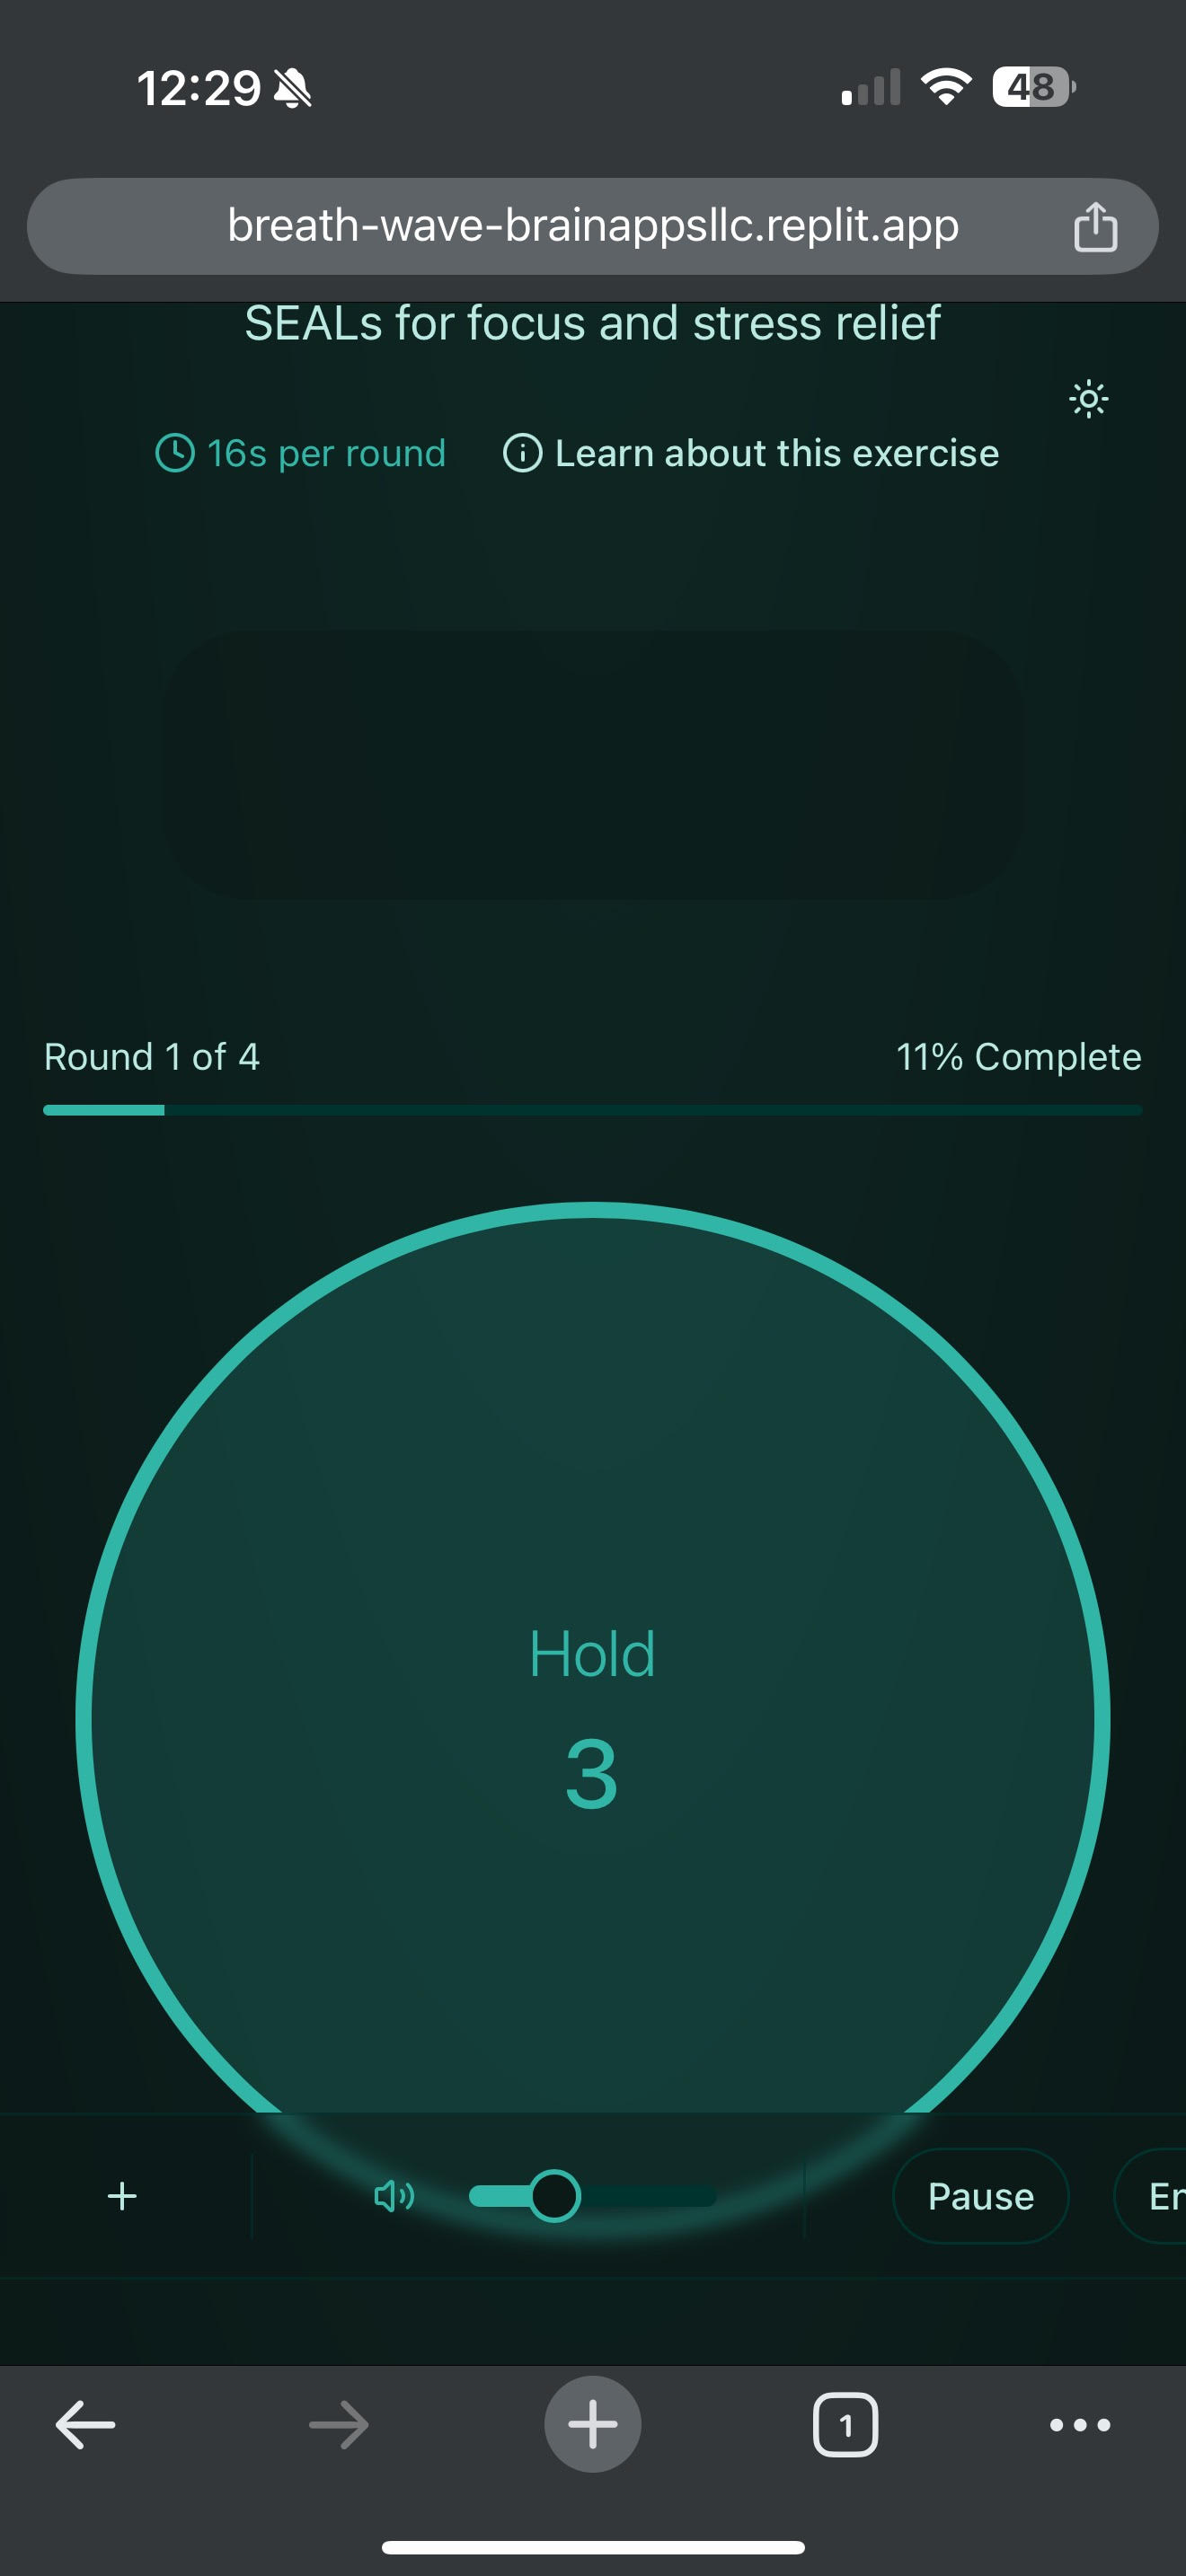 12:29
48
breath-wave-brainappsllc.replit.app
SEALs for focus and stress relief
16s per round Learn about this exercise
Round 1 of 4 11% Complete
Hold
3
Pause En
1